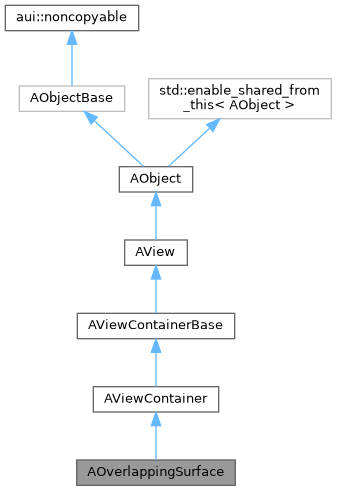 aui::noncopyable
AObjectBase
std::enable_shared_from
_this< AObject >
AObject
AView
AViewContainerBase
AViewContainer
AOverlappingSurface